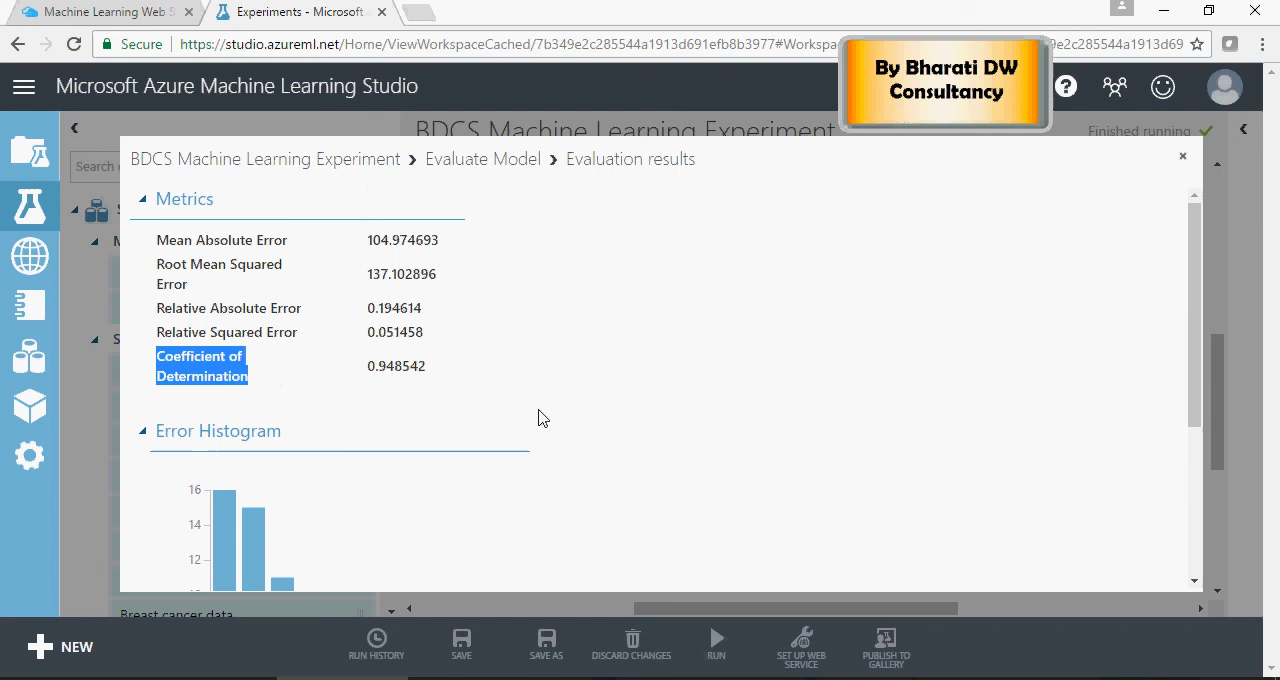 Machine Learning Web S
Experiments - Microsoft
Secure
https://studio.azureml.net/Home/ViewWorkspaceCached/7b349e2c285544a1913d691efb8b3977#Workspa
9e2c285544a1913d69
By Bharati DW
Consultancy
Microsoft Azure Machine Learning Studio
BDCS Machine Learning Experiment
Finished running
Search
BDCS Machine Learning Experiment
Evaluate Model
Evaluation results
Metrics
Mean Absolute Error 104.974693
Root Mean Squared
Error
137.102896
Relative Absolute Error 0.194614
Relative Squared Error 0.051458
Coefficient of
Determination
0.948542
Error Histogram
16
14
12
Breast cancer data
NEW
RUN HISTORY
SAVE
SAVE AS
DISCARD CHANGES
RUN
SET UP WEB
SERVICE
PUBLISH TO
GALLERY